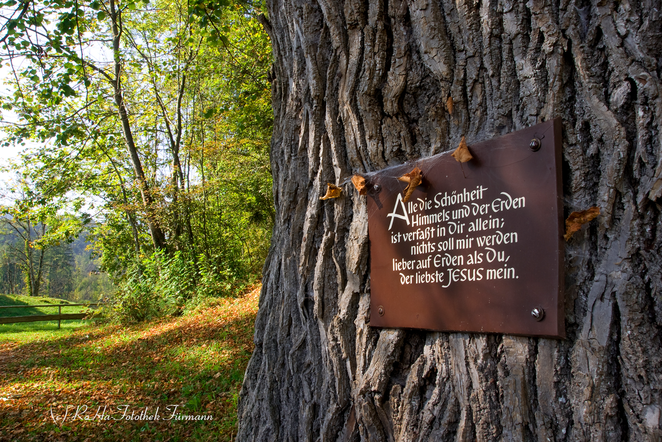 Alle die Schönheit
Himmels und der Erden
ist verfaßt in Dir allein;
nichts soll mir werden
lieber auf Erden als Du,
der liebste JESUS mein.
Fotothek Fürmann